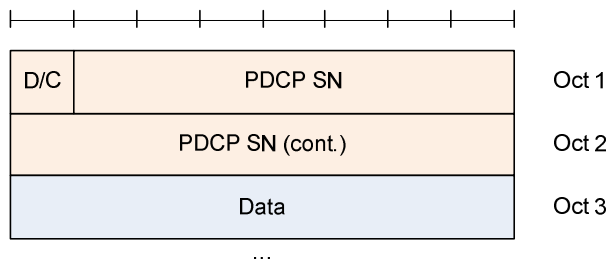 D/C PDCP SN Oct 1
PDCP SN (cont.) Oct 2
Data Oct 3
...